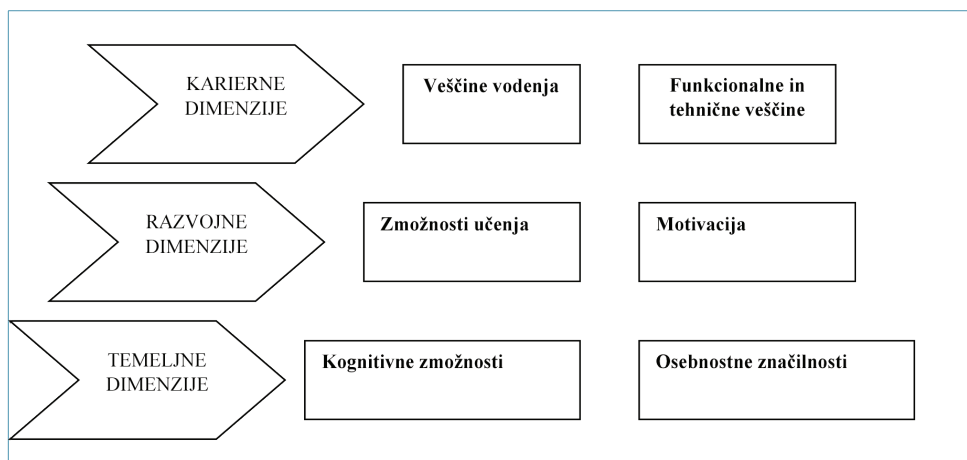 KARIERNE
DIMENZIJE
Veščine vodenja
Funkcionalne in
tehnične veščine
RAZVOJNE
DIMENZIJE
Zmožnosti učenja
Motivacija
TEMELJNE
DIMENZIJE
Kognitivne zmožnosti
Osebnostne značilnosti